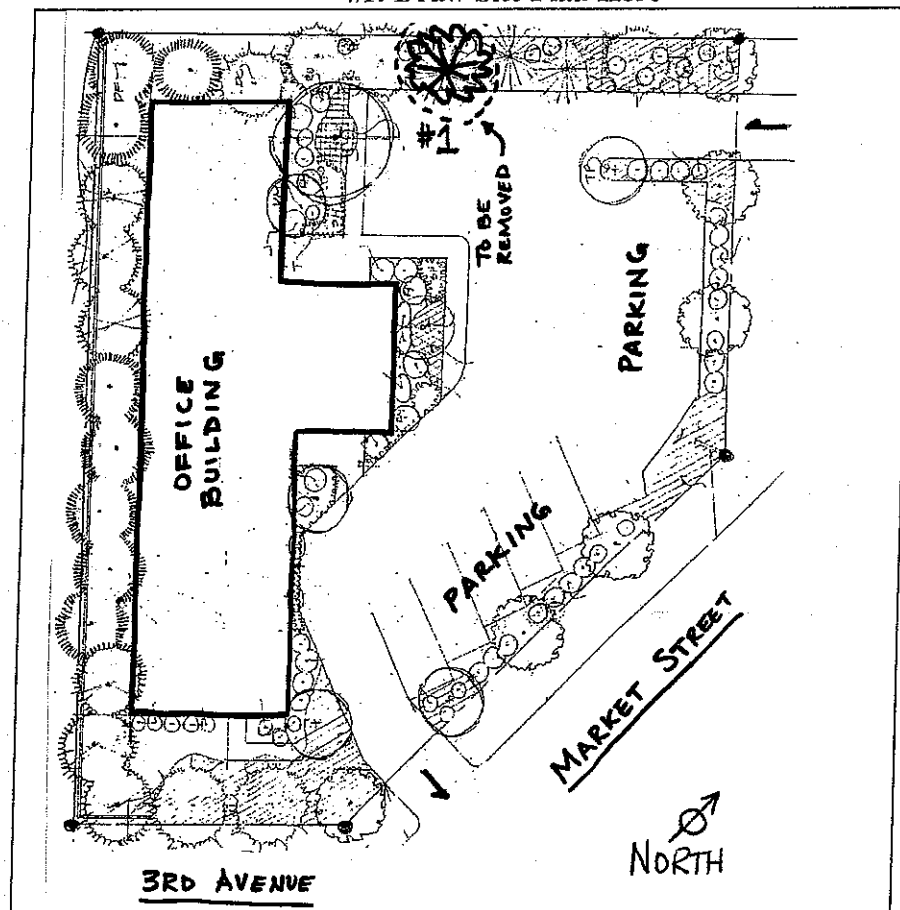 #1
TO BE
REMOVED
PARKING
OFFICE
BUILDING
PARKING
MARKET STREET
NORTH
3RD AVENUE